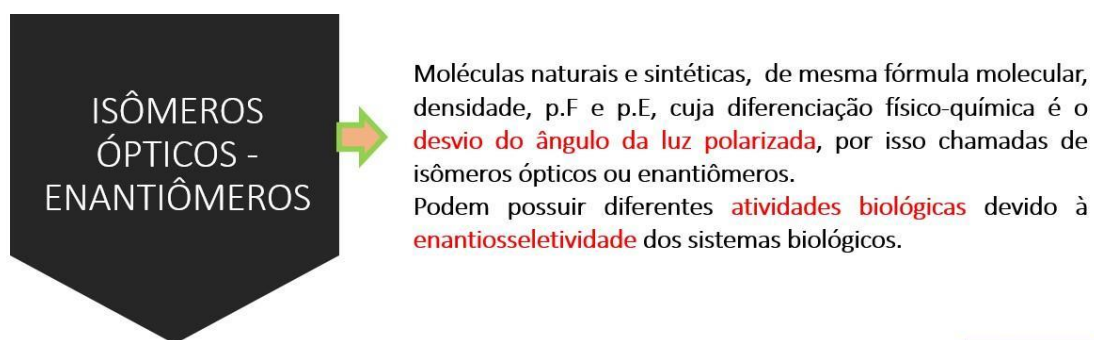 ISÔMEROS
ÓPTICOS -
ENANTIÔMEROS
Moléculas naturais e sintéticas, de mesma fórmula molecular,
densidade, p.F e p.E, cuja diferenciação físico-química é o
desvio do ângulo da luz polarizada, por isso chamadas de
isômeros ópticos ou enantiômeros.
Podem possuir diferentes atividades biológicas devido à
enantiosseletividade dos sistemas biológicos.